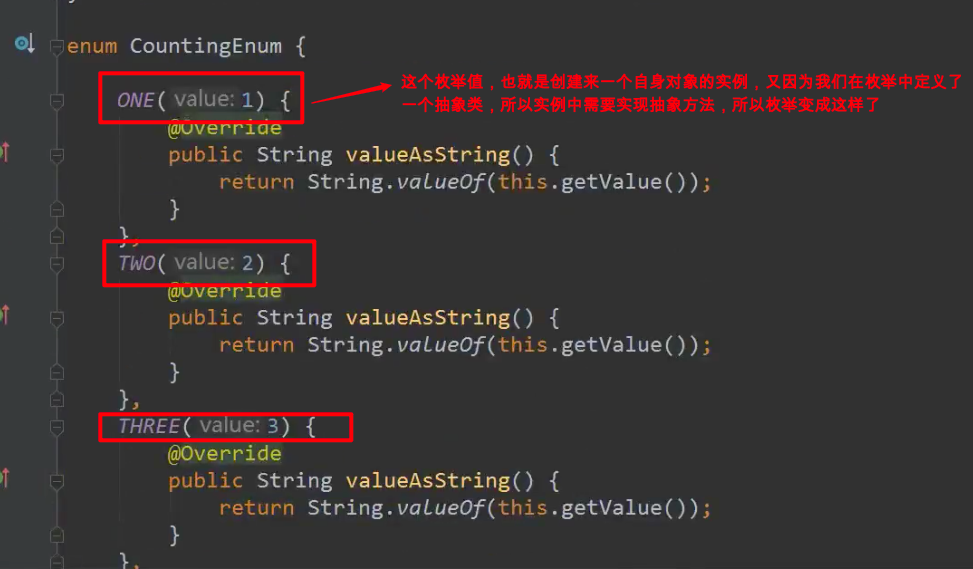 enum CountingEnum {
ONE( value: 1) {
这个枚举值，也就是创建来一个自身对象的实例，又因为我们在枚举中定义了
一个抽象类，所以实例中需要实现抽象方法，所以枚举变成这样了
@Override
public String valueAsString() {
return String.valueOf(this.getValue());
}
},
TWO( value: 2) {
@Override
public String valueAsString() {
return String.valueOf(this.getValue());
}
},
THREE( value: 3) {
@Override
public String valueAsString() {
return String.valueOf(this.getValue());
}
},